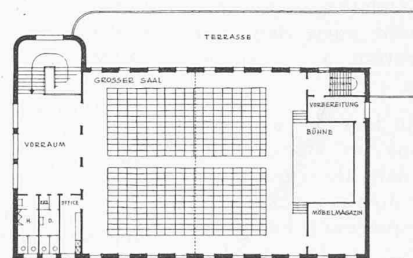 TERRASSE
GROSSER SAAL
VORBEREITUNG
BÜHNE
VORRAUM
OFFICE
H.
D.
MÖBELMAGAZIN